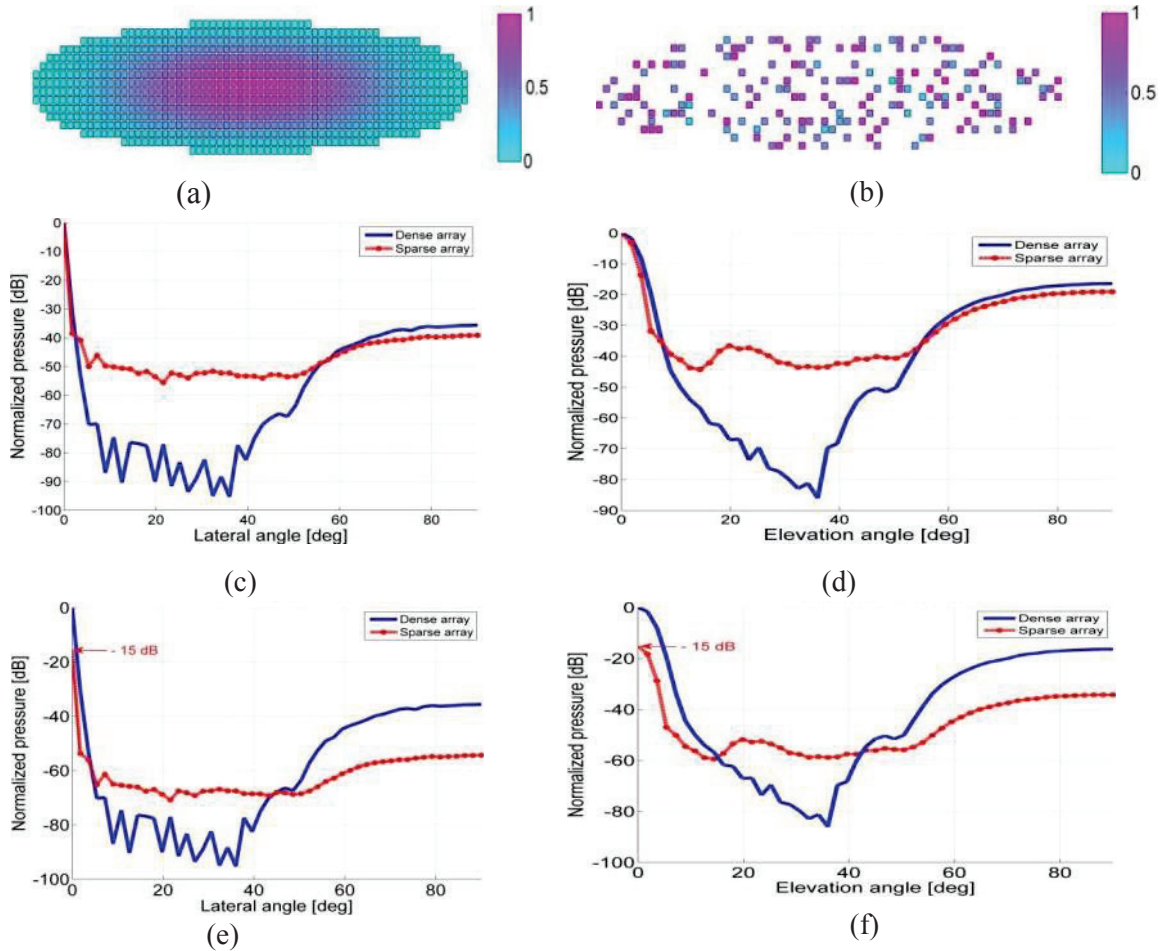 1
0.5
0
1
0.5
0
(a)
(b)
0
-10
-20
-30
-40
-50
-60
-70
-80
-90
-100
0
20
40
60
80
Normalized pressure [dB]
Lateral angle [deg]
Dense array
Sparse array
0
-10
-20
-30
-40
-50
-60
-70
-80
-90
0
20
40
60
80
Normalized pressure [dB]
Elevation angle [deg]
Dense array
Sparse array
(c)
(d)
0
-20
-40
-60
-80
-100
0
20
40
60
80
Normalized pressure [dB]
Lateral angle [deg]
Dense array
Sparse array
- 15 dB
0
-20
-40
-60
-80
-100
0
20
40
60
80
Normalized pressure [dB]
Elevation angle [deg]
Dense array
Sparse array
- 15 dB
(e)
(f)